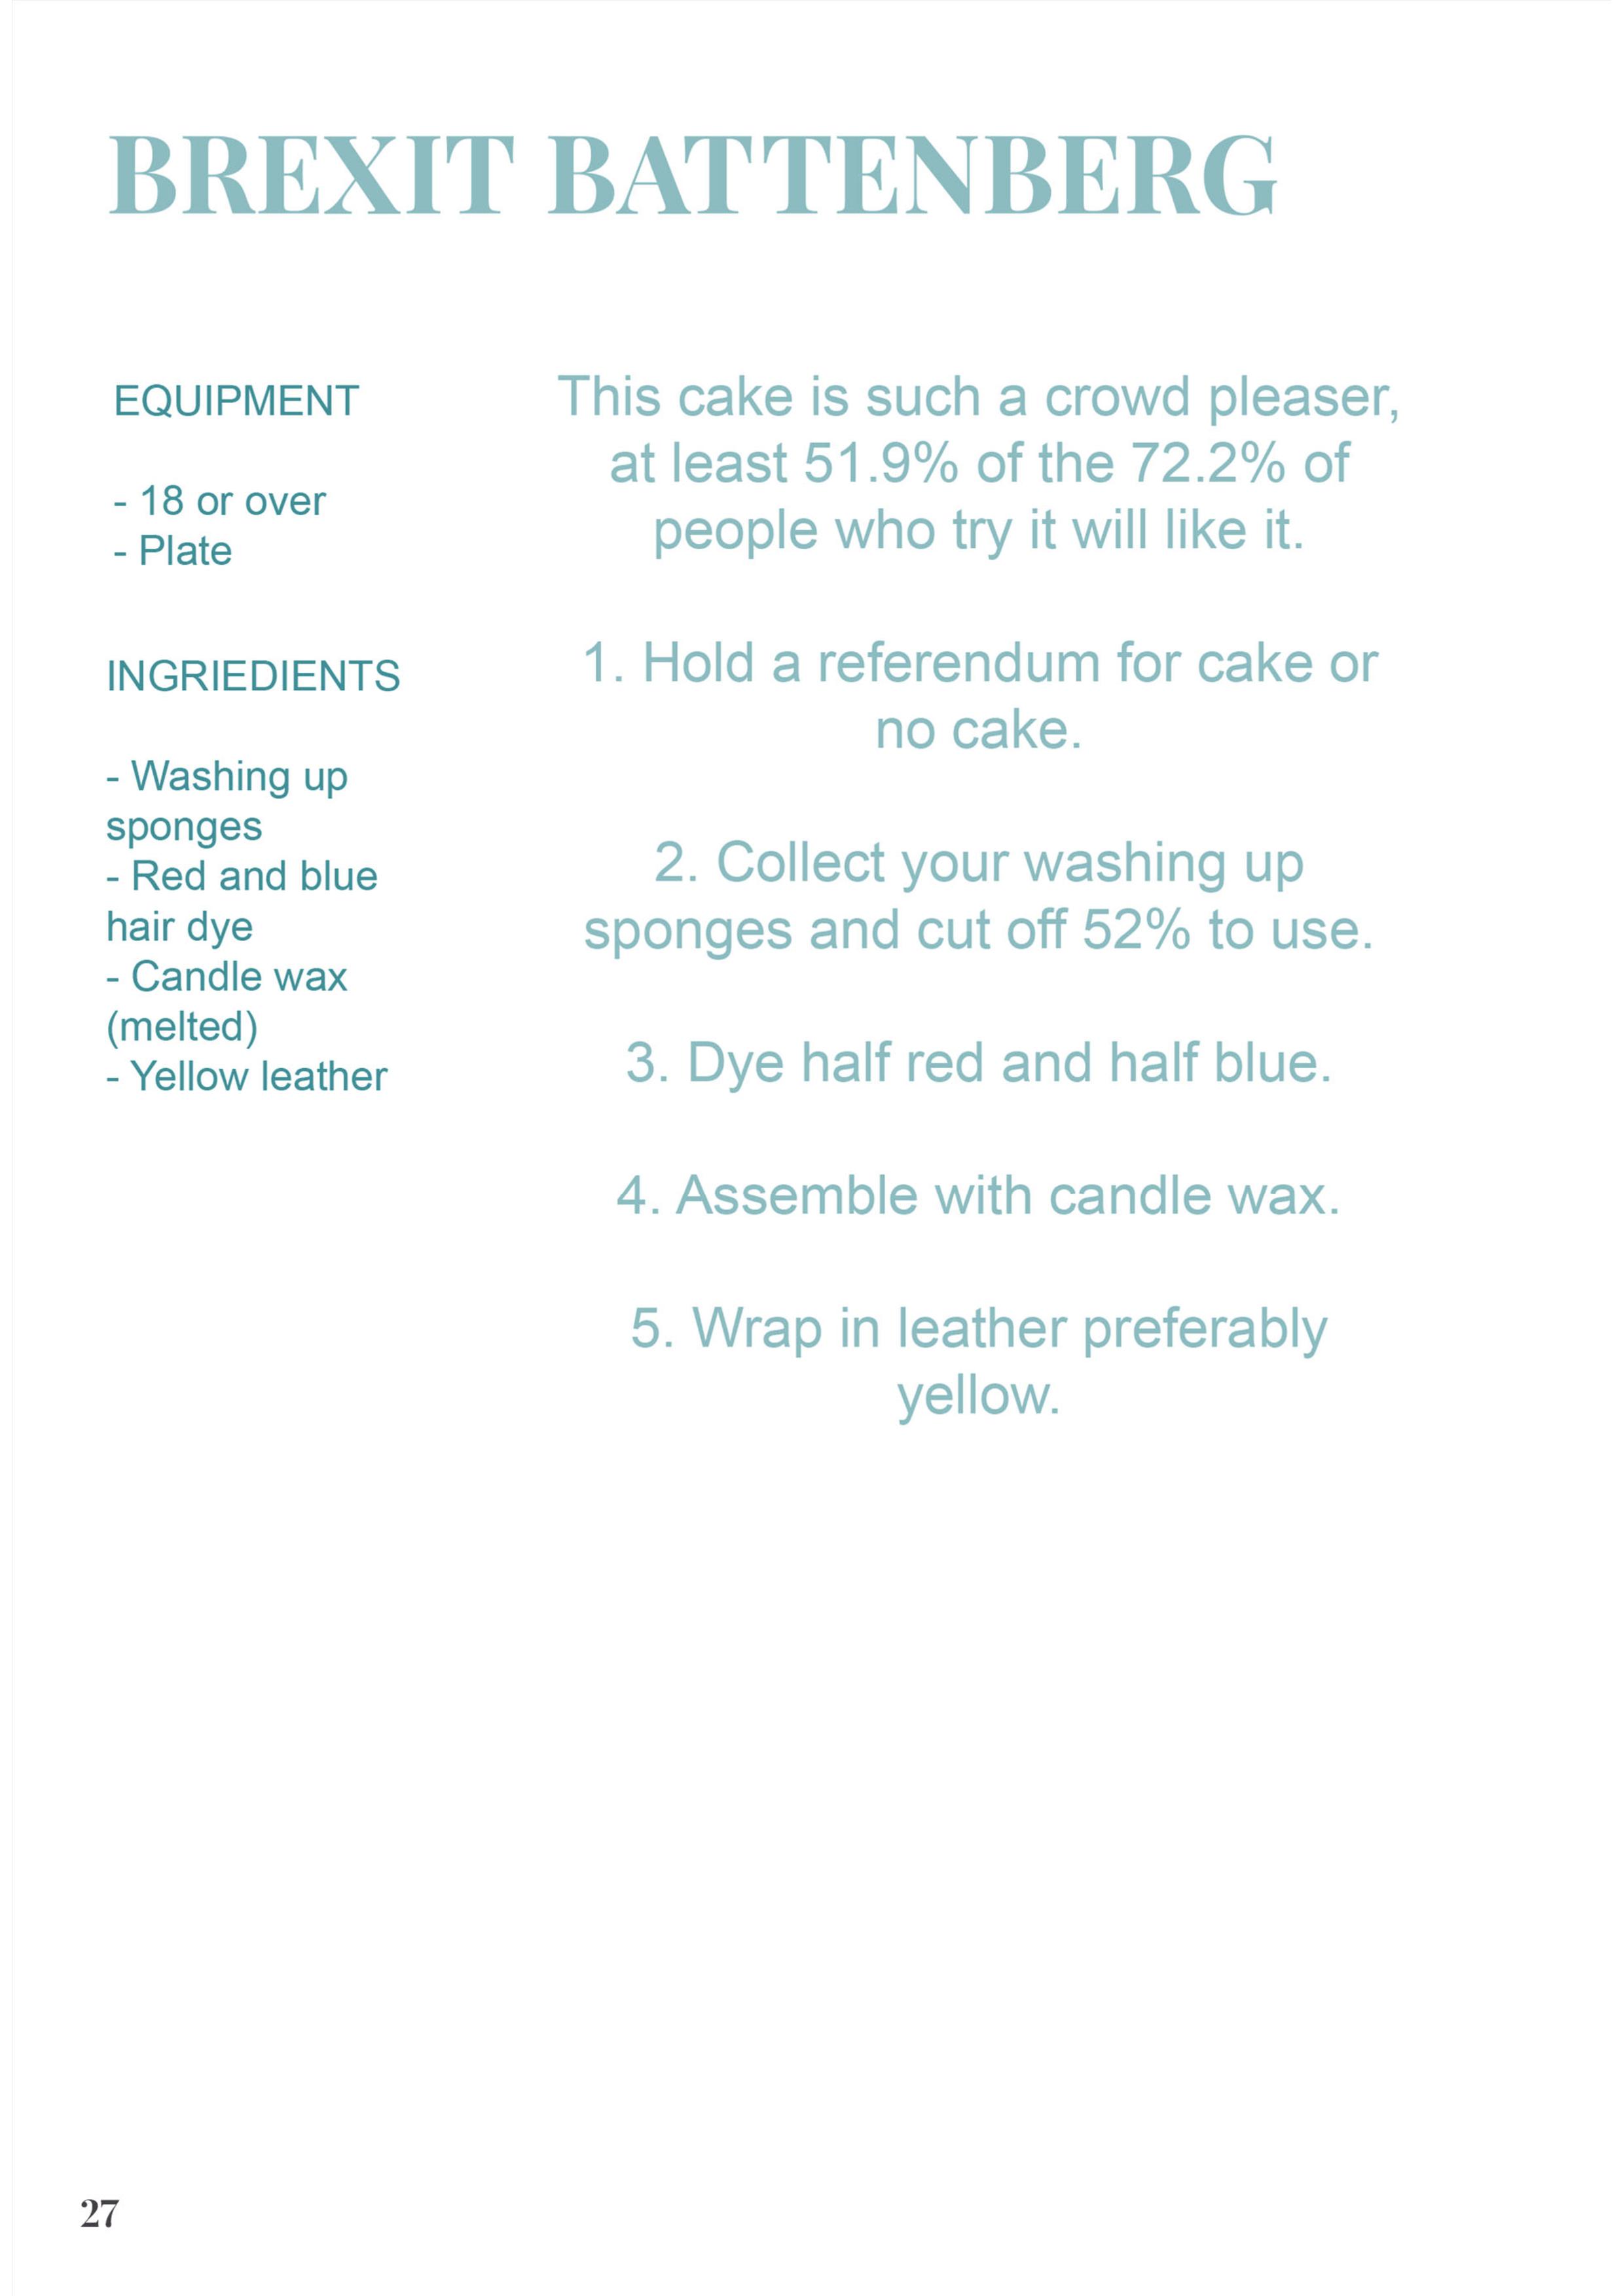 BREXIT BATTENBERG
EQUIPMENT
- 18 or over
- Plate
INGRIEDIENTS
- Washing up
sponges
- Red and blue
hair dye
- Candle wax
(melted)
- Yellow leather
This cake is such a crowd pleaser,
at least 51.9% of the 72.2% of
people who try it will like it.
1. Hold a referendum for cake or
no cake.
2. Collect your washing up
sponges and cut off 52% to use.
3. Dye half red and half blue.
4. Assemble with candle wax.
5. Wrap in leather preferably
yellow.
27